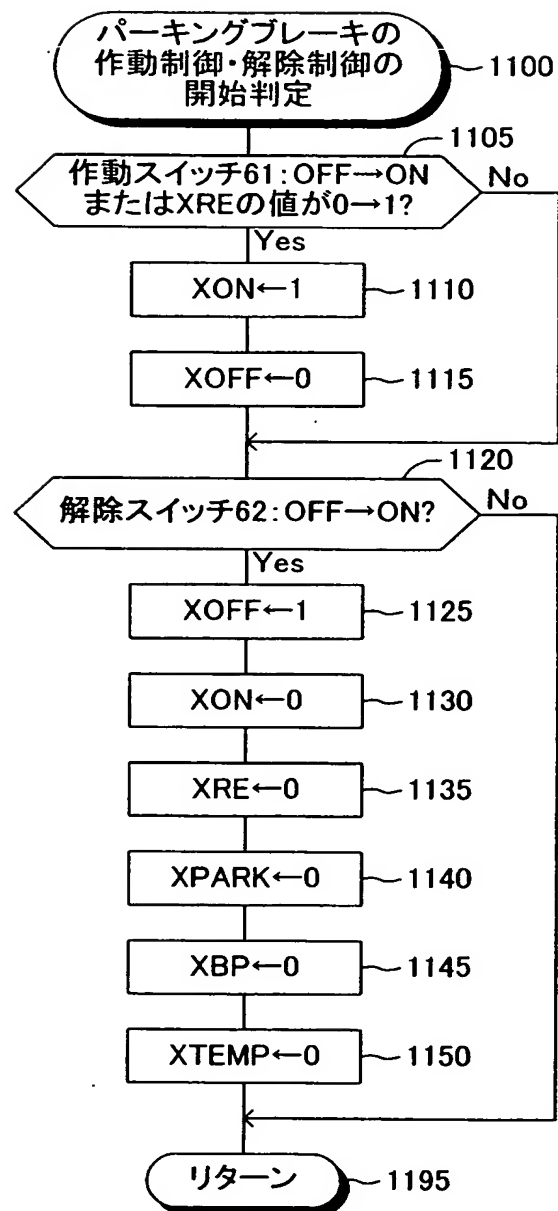 パーキングブレーキの
作動制御・解除制御の
開始判定
1100
1105
作動スイッチ61:OFF→ON
またはXREの値が0→1?
No
Yes
XON←1
1110
XOFF←0
1115
1120
解除スイッチ62:OFF→ON?
No
Yes
XOFF←1
1125
XON←0
1130
XRE←0
1135
XPARK←0
1140
XBP←0
1145
XTEMP←0
1150
リターン
1195